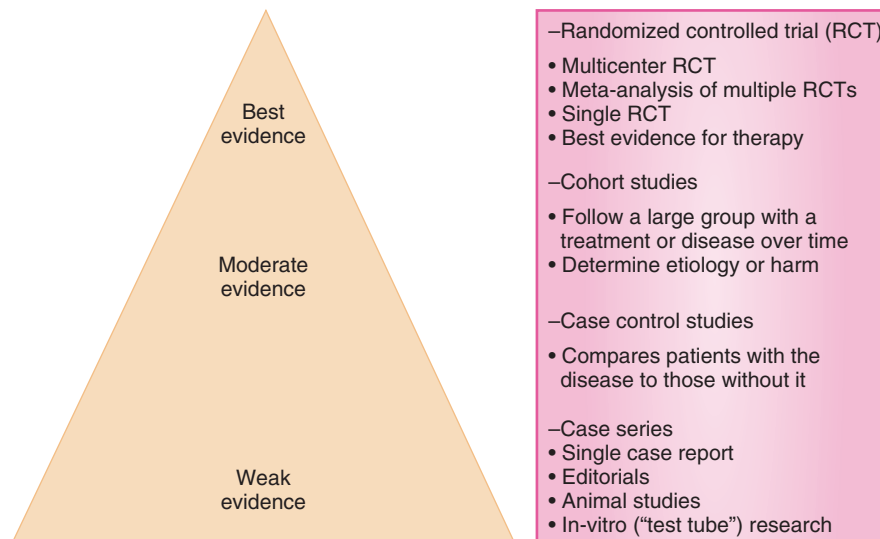 Best
evidence
Moderate
evidence
Weak
evidence
–Randomized controlled trial (RCT)
• Multicenter RCT
• Meta-analysis of multiple RCTs
• Single RCT
• Best evidence for therapy
–Cohort studies
• Follow a large group with a
treatment or disease over time
• Determine etiology or harm
–Case control studies
• Compares patients with the
disease to those without it
–Case series
• Single case report
• Editorials
• Animal studies
• In-vitro (“test tube”) research